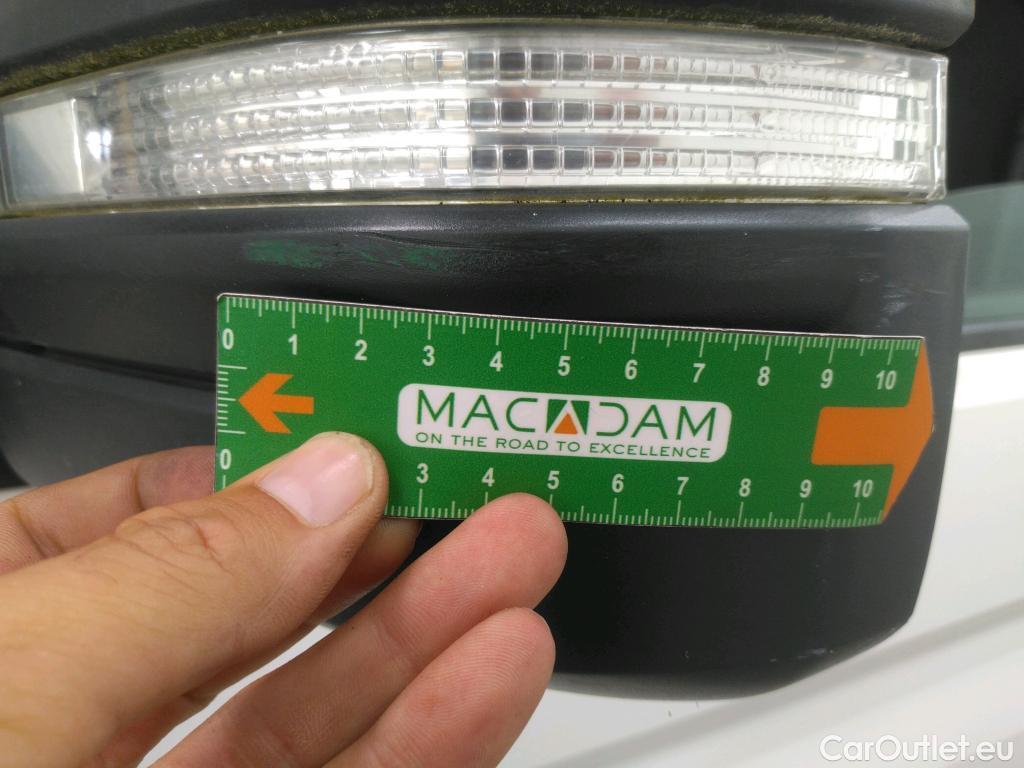 0 1 2 3 4 5 6 7 8 9 10
MACADAM
ON THE ROAD TO EXCELLENCE
0 3 4 5 6 7 8 9 10
CarOutlet.eu